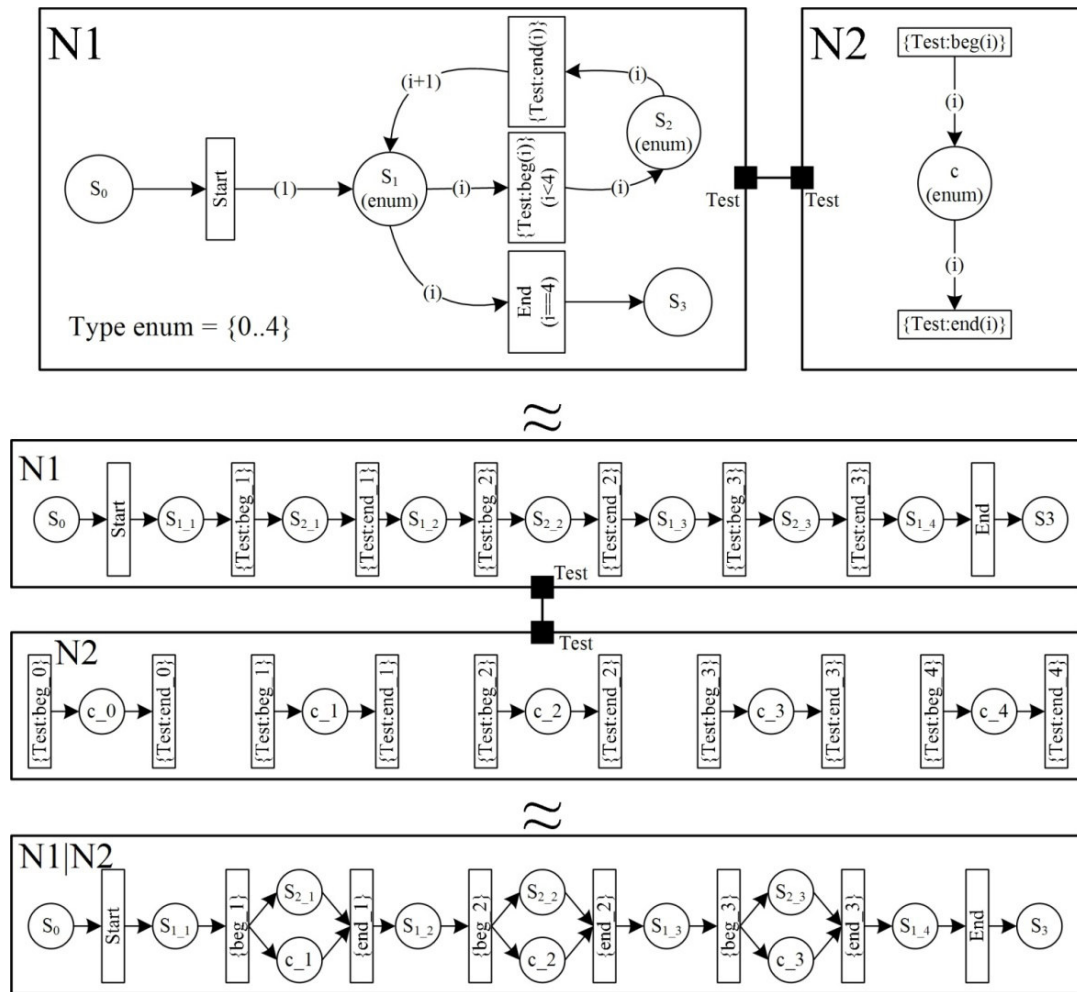 N1
N2
{Test:beg(i)}
(i+1)
{Test:end(i)}
(i)
S₂
(enum)
(i)
S₀
Start
(1)
S₁
(enum)
(i)
{Test:beg(i)}
(i<4)
(i)
Test
Test
c
(enum)
(i)
(i)
End
(i==4)
S₃
{Test:end(i)}
Type enum = {0..4}
≈
N1
S₀
Start
S₁_₁
{Test:beg_1}
S₂_₁
{Test:end_1}
S₁_₂
{Test:beg_2}
S₂_₂
{Test:end_2}
S₁_₃
{Test:beg_3}
S₂_₃
{Test:end_3}
S₁_₄
End
S3
Test
Test
N2
{Test:beg_0}
c_0
{Test:end_0}
{Test:beg_1}
c_1
{Test:end_1}
{Test:beg_2}
c_2
{Test:end_2}
{Test:beg_3}
c_3
{Test:end_3}
{Test:beg_4}
c_4
{Test:end_4}
≈
N1|N2
S₀
Start
S₁_₁
{beg_1}
S₂_₁
c_1
{end_1}
S₁_₂
{beg_2}
S₂_₂
c_2
{end_2}
S₁_₃
{beg_3}
S₂_₃
c_3
{end_3}
S₁_₄
End
S₃